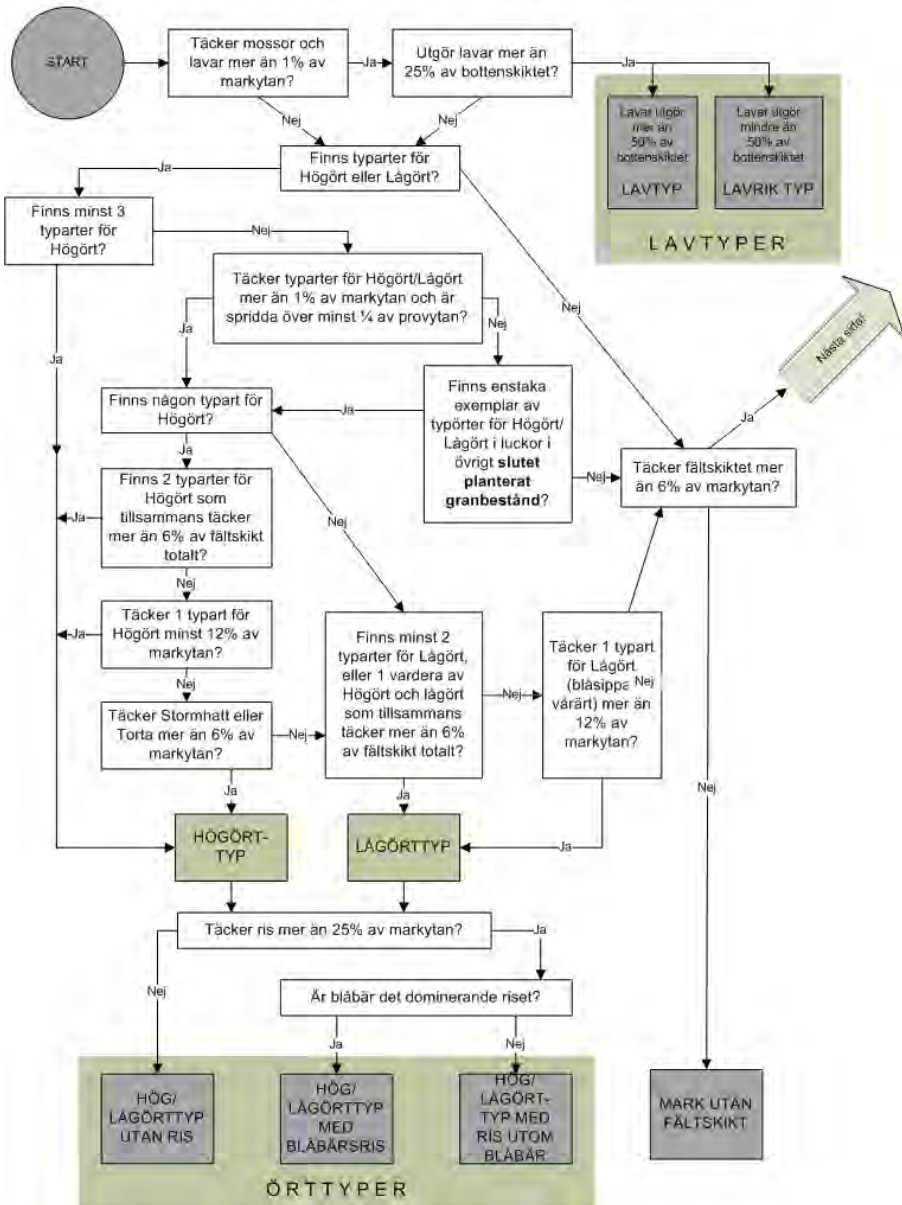 START
Täcker mossor och
lavar mer än 1% av
markytan?
Ja
Utgör lavar mer än
25% av bottenskiktet?
Ja
Nej
Nej
Lavar utgör
mer än
50% av
bottenskiktet
LAVTYP
Lavar utgör
mindre än
50% av
bottenskiktet
LAVRIK TYP
LAVTYPER
Finns typarter för
Högört eller Lågört?
Ja
Nej
Finns minst 3
typarter för
Högört?
Nej
Ja
Täcker typarter för Högört/Lågört
mer än 1% av markytan och är
spridda över minst ¼ av provytan?
Ja
Nej
Nästa sida!
Finns någon typart för
Högört?
Ja
Finns enstaka
exemplar av
typörter för Högört/
Lågört i luckor i
övrigt slutet
planterat
granbestånd?
Nej
Ja
Täcker fältskiktet mer
än 6% av markytan?
Ja
Nej
Finns 2 typarter för
Högört som
tillsammans täcker
mer än 6% av fältskikt
totalt?
Ja
Nej
Nej
Täcker 1 typart för
Högört minst 12% av
markytan?
Ja
Nej
Finns minst 2
typarter för Lågört,
eller 1 vardera av
Högört och lågört
som tillsammans
täcker mer än 6%
av fältskikt totalt?
Nej
Täcker 1 typart
för Lågört
(blåsippa Nej
vårärt) mer än
12% av
markytan?
Täcker Stormhatt eller
Torta mer än 6% av
markytan?
Nej
Ja
Ja
Ja
Nej
HÖGÖRT-
TYP
LÅGÖRTTYP
Täcker ris mer än 25% av markytan?
Ja
Nej
Är blåbär det dominerande riset?
Ja
Nej
HÖG/
LÅGÖRTTYP
UTAN RIS
HÖG/
LÅGÖRTTYP
MED
BLÅBÄRSRIS
HÖG/
LÅGÖRT-
TYP MED
RIS UTOM
BLÅBÄR
MARK UTAN
FÄLTSKIKT
ÖRTTYPER